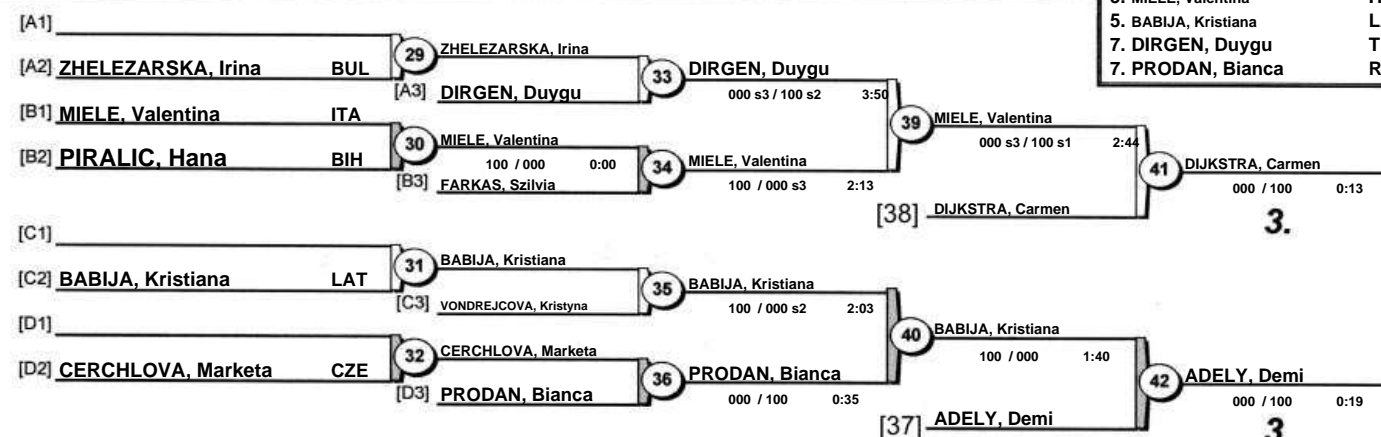 5. BABIJA, Kristiana
7. DIRGEN, Duygu T
7. PRODAN, Bianca R
[A1]
[A2] ZHELEZARSKA, Irina BUL
29
ZHELEZARSKA, Irina
[A3] DIRGEN, Duygu
33
DIRGEN, Duygu
000 s3 / 100 s2 3:50
[B1] MIELE, Valentina ITA
[B2] PIRALIC, Hana BIH
30
MIELE, Valentina
100 / 000 0:00
[B3] FARKAS, Szilvia
34
MIELE, Valentina
100 / 000 s3 2:13
39
MIELE, Valentina
000 s3 / 100 s1 2:44
[38] DIJKSTRA, Carmen
41
DIJKSTRA, Carmen
000 / 100 0:13
3.
[C1]
[C2] BABIJA, Kristiana LAT
31
BABIJA, Kristiana
[C3] VONDREJCOVA, Kristyna
35
BABIJA, Kristiana
100 / 000 s2 2:03
[D1]
[D2] CERCHLOVA, Marketa CZE
32
CERCHLOVA, Marketa
[D3] PRODAN, Bianca
36
PRODAN, Bianca
000 / 100 0:35
40
BABIJA, Kristiana
100 / 000 1:40
[37] ADELY, Demi
42
ADELY, Demi
000 / 100 0:19
3